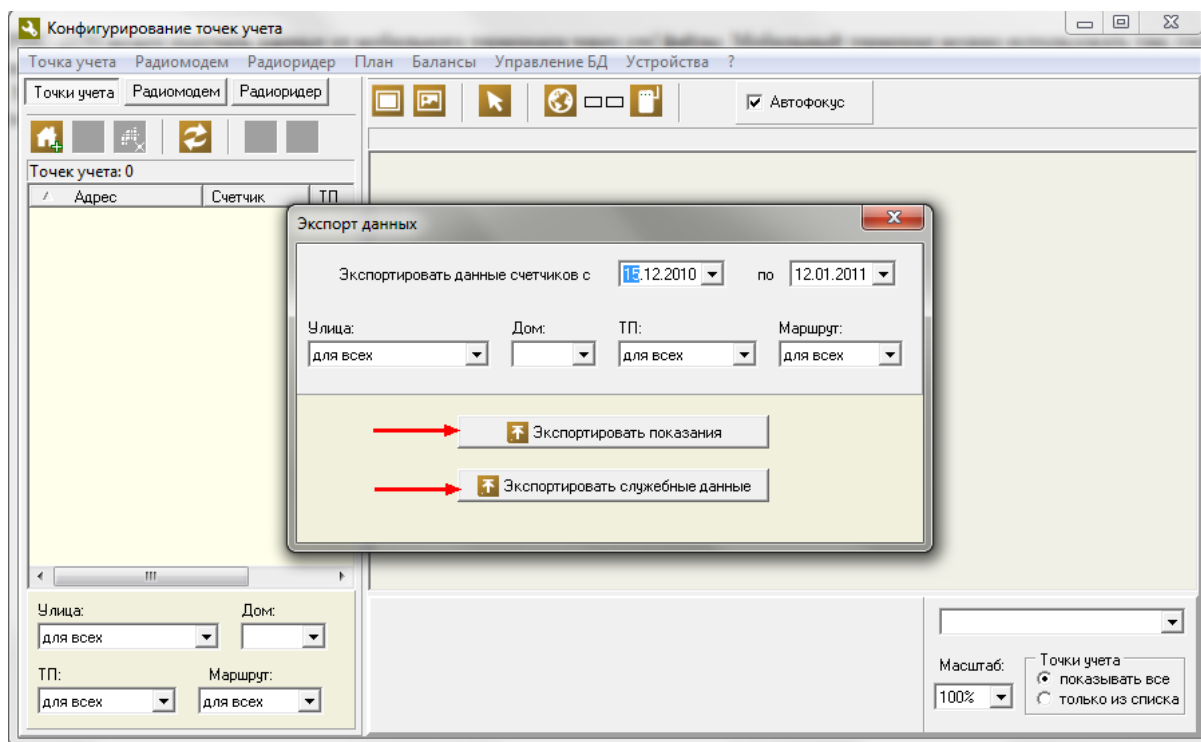 Конфигурирование точек учета
Точка учета Радиомодем Радиоридер План Балансы Управление БД Устройства ?
Точки учета Радиомодем Радиоридер
Автофокус
Точек учета: 0
Адрес Счетчик ТП
Экспорт данных
Экспортировать данные счетчиков с 15.12.2010 по 12.01.2011
Улица: Дом: ТП: Маршрут:
для всех для всех для всех
Экспортировать показания
Экспортировать служебные данные
Улица: Дом:
для всех
ТП: Маршрут:
для всех для всех
Масштаб:
100%
Точки учета
показывать все
только из списка